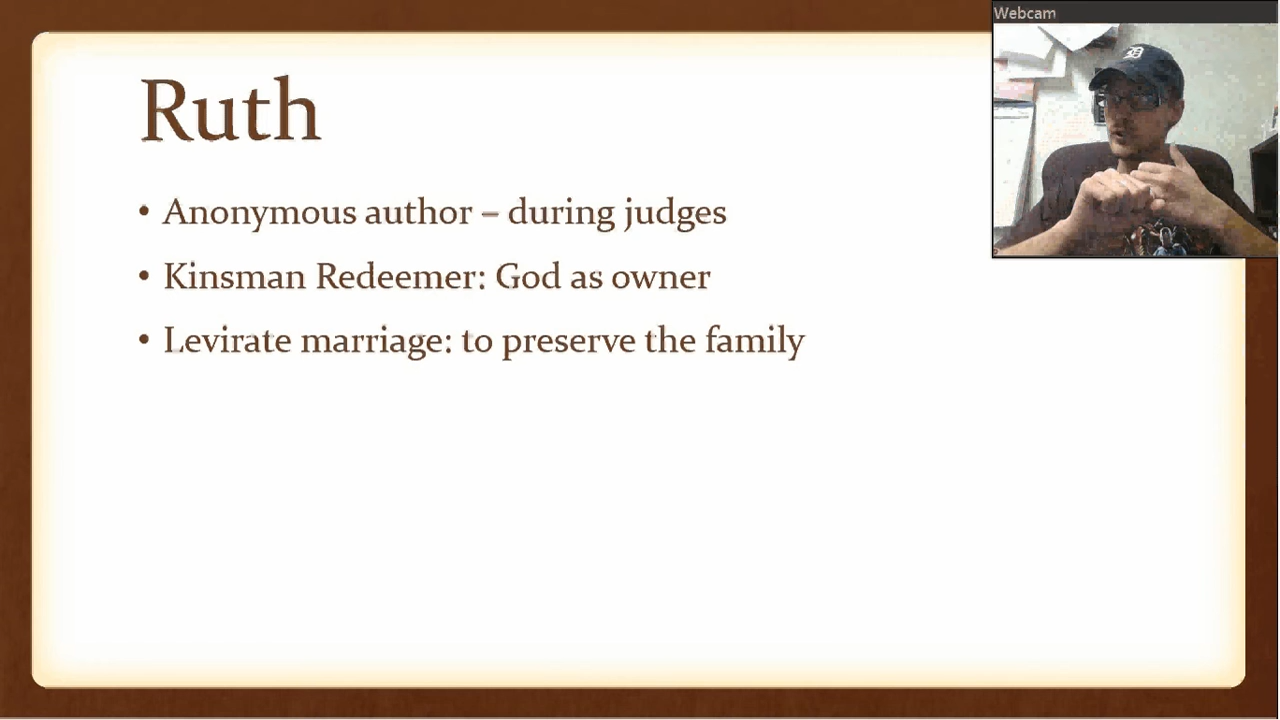 Webcam
Ruth
• Anonymous author – during judges
• Kinsman Redeemer: God as owner
• Levirate marriage: to preserve the family